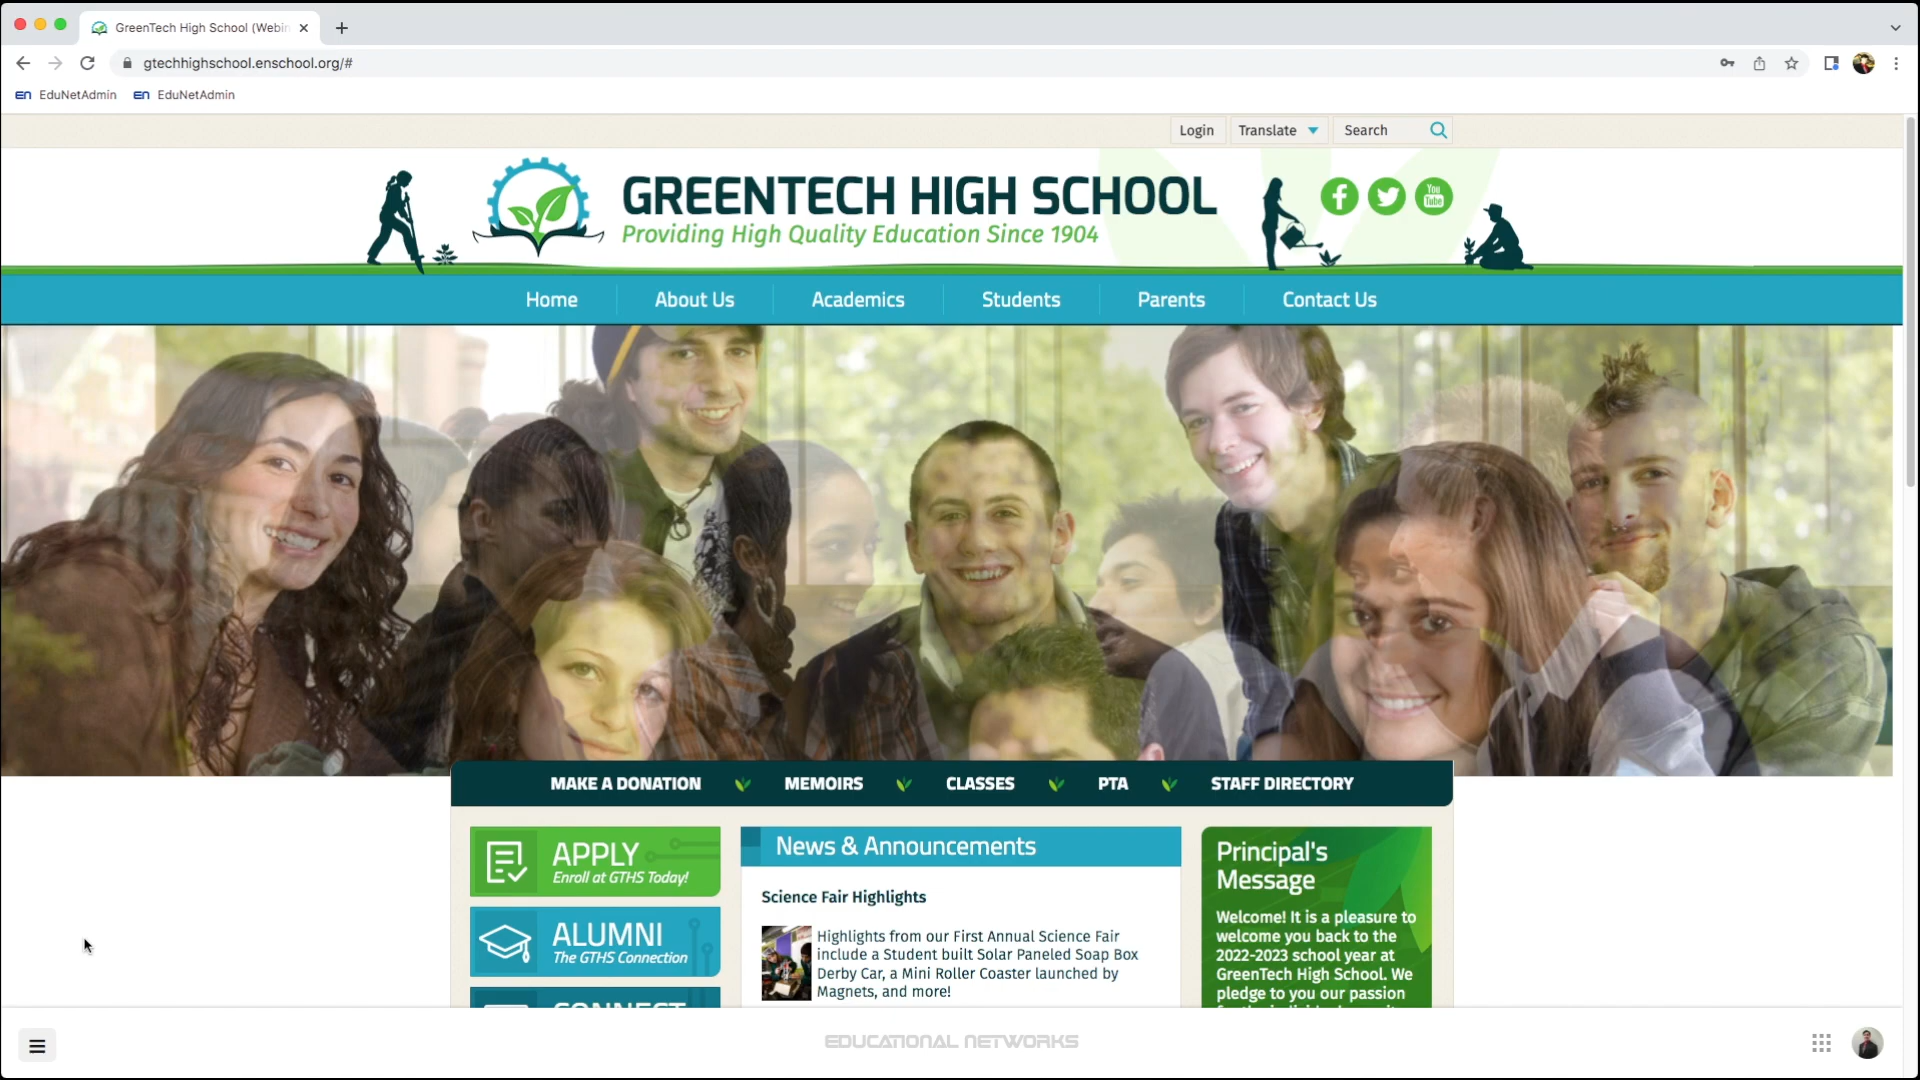 GreenTech High School (Webin
gtechhighschool.enschool.org/#
EduNetAdmin EduNetAdmin
Login Translate Search
GREENTECH HIGH SCHOOL
Providing High Quality Education Since 1904
You
Tube
Home About Us Academics Students Parents Contact Us
MAKE A DONATION MEMOIRS CLASSES PTA STAFF DIRECTORY
APPLY
Enroll at GTHS Today!
ALUMNI
The GTHS Connection
CONNECT
News & Announcements
Science Fair Highlights
Highlights from our First Annual Science Fair
include a Student built Solar Paneled Soap Box
Derby Car, a Mini Roller Coaster launched by
Magnets, and more!
Principal's
Message
Welcome! It is a pleasure to
welcome you back to the
2022-2023 school year at
GreenTech High School. We
pledge to you our passion
EDUCATIONAL NETWORKS